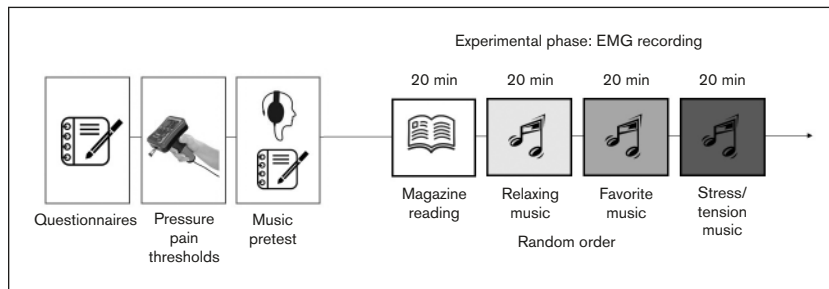 Experimental phase: EMG recording
20 min
20 min
20 min
20 min
Questionnaires
Pressure
pain
thresholds
Music
pretest
Magazine
reading
Relaxing
music
Favorite
music
Stress/
tension
music
Random order